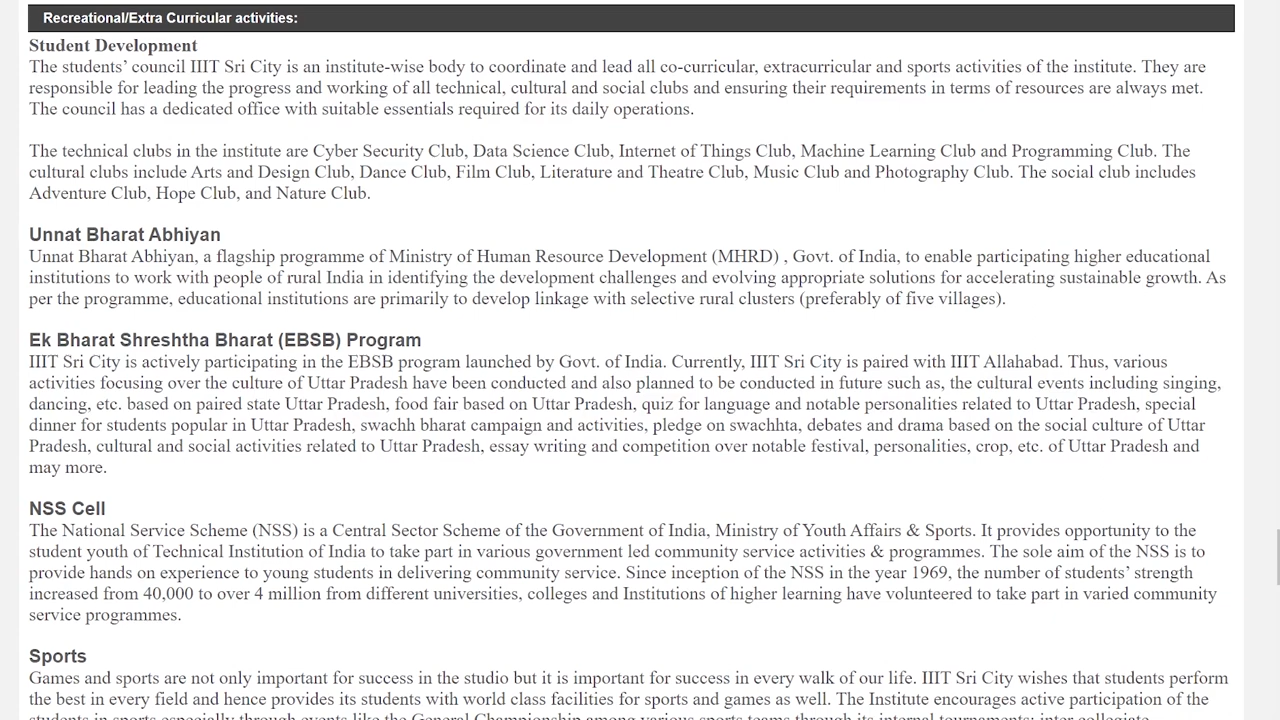 Recreational/Extra Curricular activities:
Student Development
The students’ council IIIT Sri City is an institute-wise body to coordinate and lead all co-curricular, extracurricular and sports activities of the institute. They are
responsible for leading the progress and working of all technical, cultural and social clubs and ensuring their requirements in terms of resources are always met.
The council has a dedicated office with suitable essentials required for its daily operations.
The technical clubs in the institute are Cyber Security Club, Data Science Club, Internet of Things Club, Machine Learning Club and Programming Club. The
cultural clubs include Arts and Design Club, Dance Club, Film Club, Literature and Theatre Club, Music Club and Photography Club. The social club includes
Adventure Club, Hope Club, and Nature Club.
Unnat Bharat Abhiyan
Unnat Bharat Abhiyan, a flagship programme of Ministry of Human Resource Development (MHRD) , Govt. of India, to enable participating higher educational
institutions to work with people of rural India in identifying the development challenges and evolving appropriate solutions for accelerating sustainable growth. As
per the programme, educational institutions are primarily to develop linkage with selective rural clusters (preferably of five villages).
Ek Bharat Shreshtha Bharat (EBSB) Program
IIIT Sri City is actively participating in the EBSB program launched by Govt. of India. Currently, IIIT Sri City is paired with IIIT Allahabad. Thus, various
activities focusing over the culture of Uttar Pradesh have been conducted and also planned to be conducted in future such as, the cultural events including singing,
dancing, etc. based on paired state Uttar Pradesh, food fair based on Uttar Pradesh, quiz for language and notable personalities related to Uttar Pradesh, special
dinner for students popular in Uttar Pradesh, swachh bharat campaign and activities, pledge on swachhta, debates and drama based on the social culture of Uttar
Pradesh, cultural and social activities related to Uttar Pradesh, essay writing and competition over notable festival, personalities, crop, etc. of Uttar Pradesh and
may more.
NSS Cell
The National Service Scheme (NSS) is a Central Sector Scheme of the Government of India, Ministry of Youth Affairs & Sports. It provides opportunity to the
student youth of Technical Institution of India to take part in various government led community service activities & programmes. The sole aim of the NSS is to
provide hands on experience to young students in delivering community service. Since inception of the NSS in the year 1969, the number of students’ strength
increased from 40,000 to over 4 million from different universities, colleges and Institutions of higher learning have volunteered to take part in varied community
service programmes.
Sports
Games and sports are not only important for success in the studio but it is important for success in every walk of our life. IIIT Sri City wishes that students perform
the best in every field and hence provides its students with world class facilities for sports and games as well. The Institute encourages active participation of the
students in sports especially through events like the General Championship among various sports teams through its internal tournaments; inter collegiate